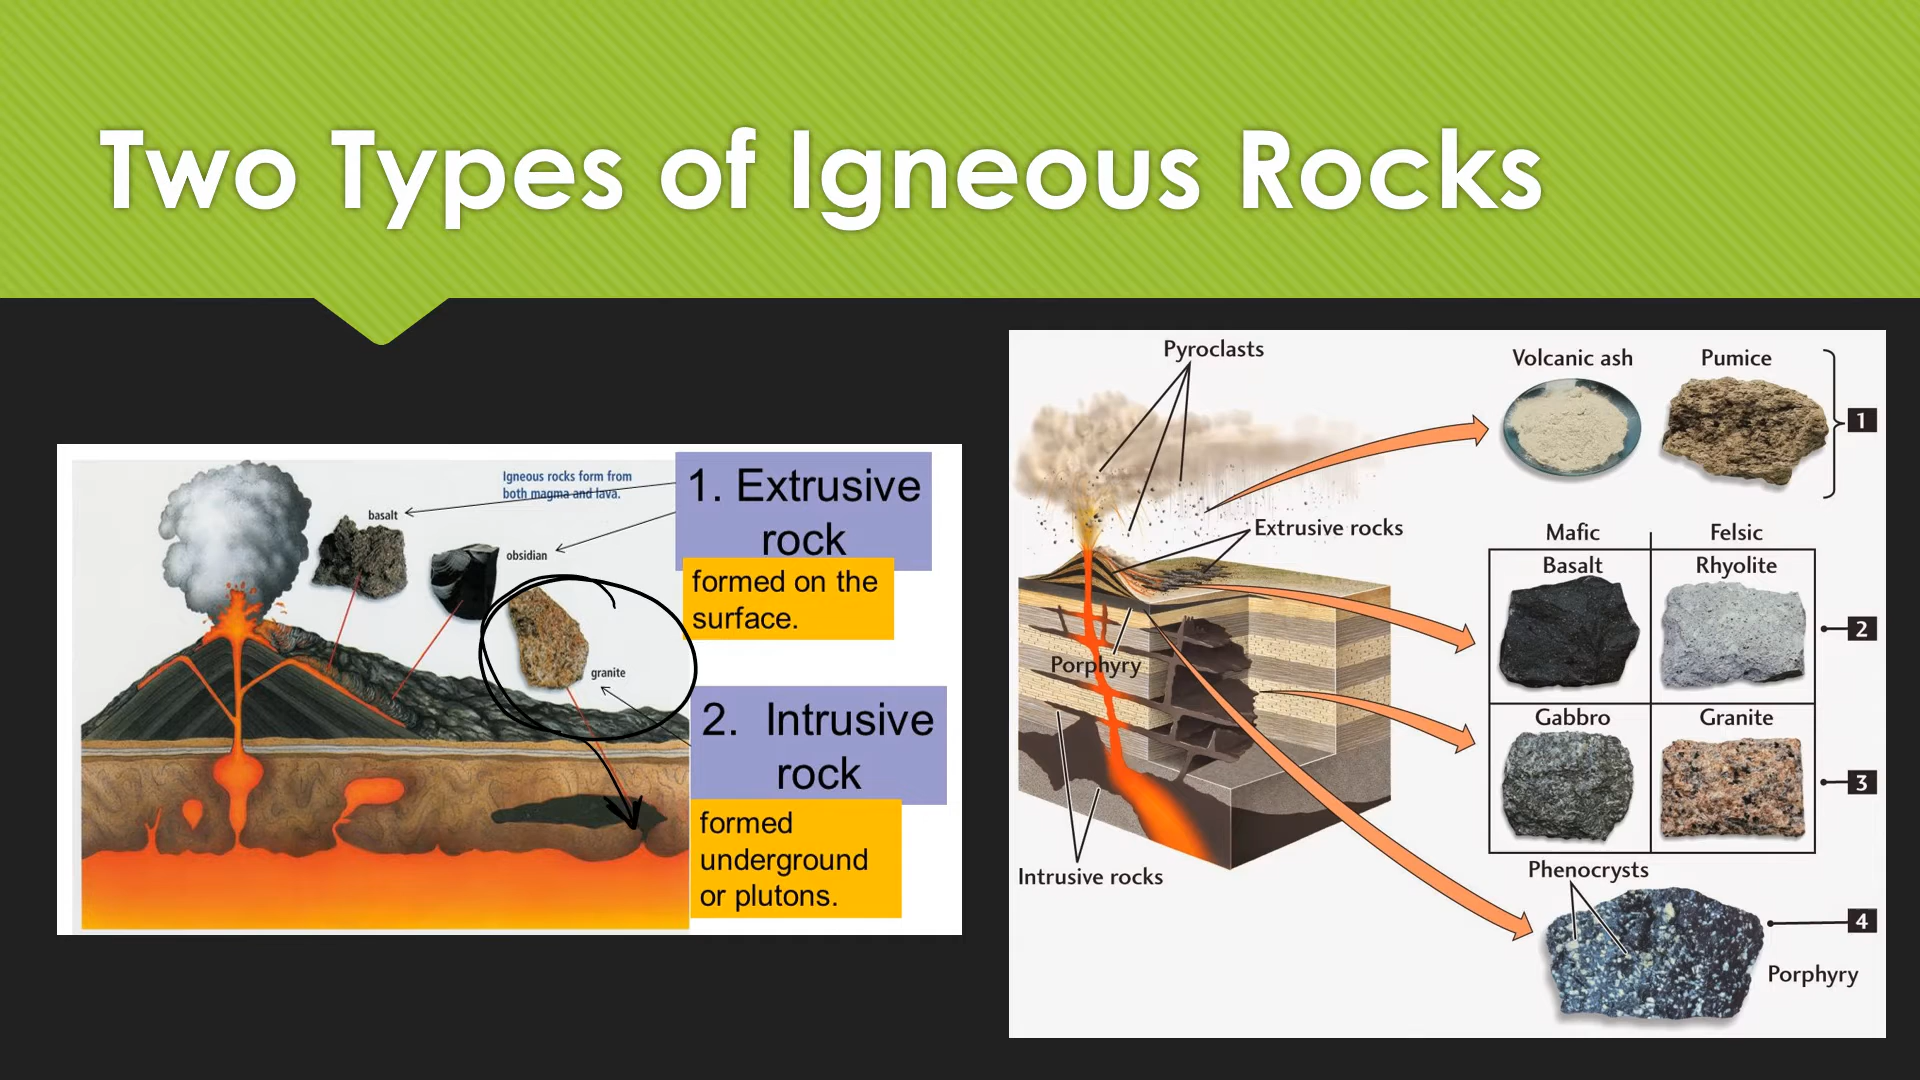 Two Types of Igneous Rocks
Igneous rocks form from
both magma and lava.
basalt
obsidian
granite
1. Extrusive
rock
formed on the
surface.
2. Intrusive
rock
formed
underground
or plutons.
Pyroclasts
Volcanic ash
Pumice
1
Extrusive rocks
Mafic
Felsic
Basalt
Rhyolite
2
Porphyry
Gabbro
Granite
3
Intrusive rocks
Phenocrysts
4
Porphyry